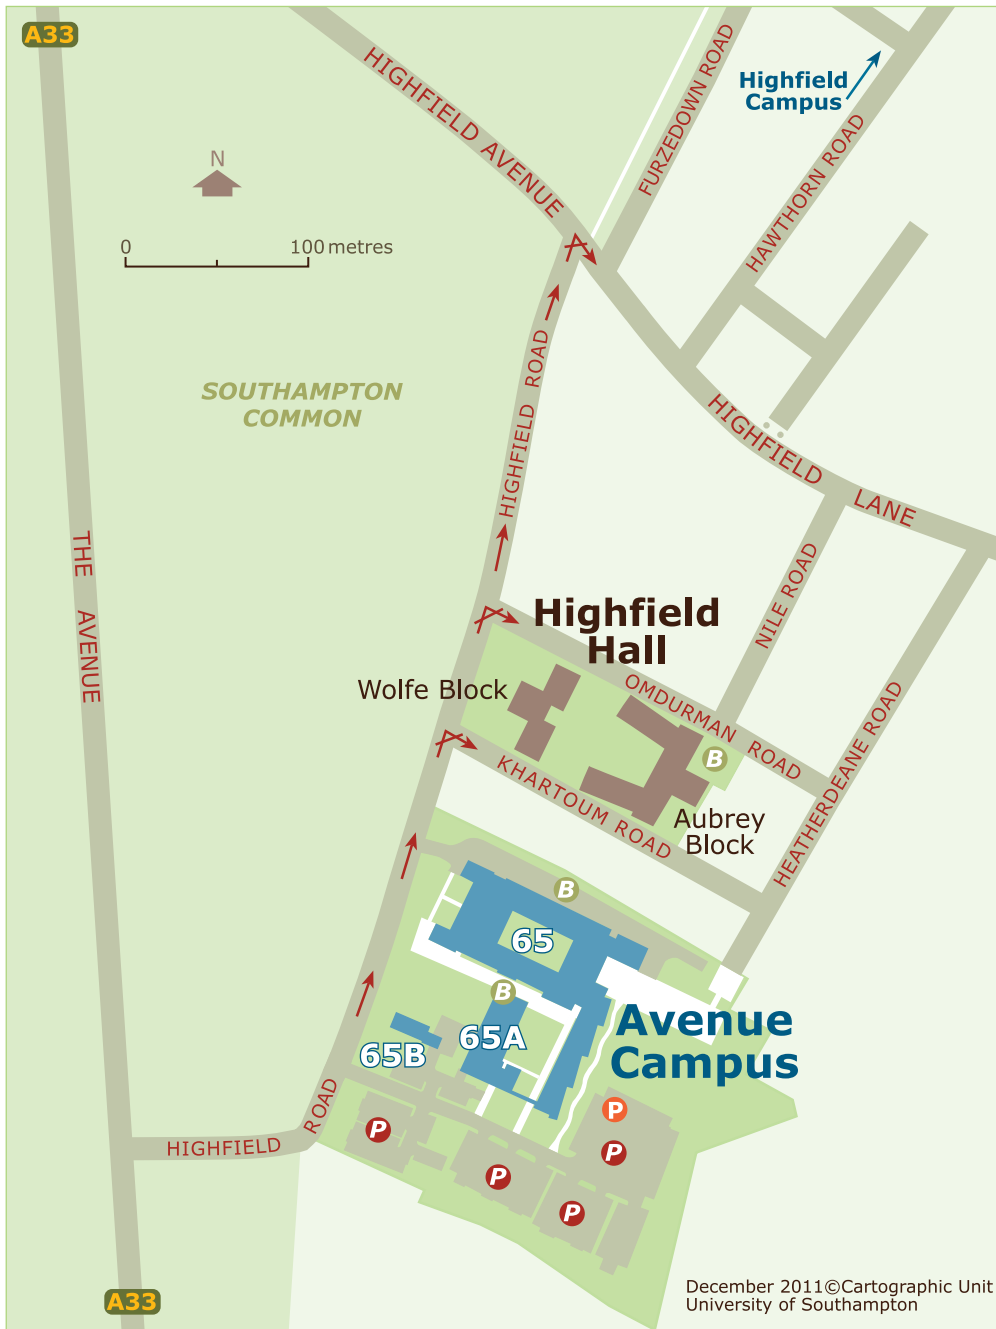 A33
HIGHFIELD AVENUE
FURZEDOWN ROAD
Highfield
Campus
HAWTHORN ROAD
N
0 100 metres
HIGHFIELD ROAD
SOUTHAMPTON
COMMON
HIGHFIELD LANE
THE AVENUE
NILE ROAD
Highfield
Hall
Wolfe Block
OMDURMAN ROAD
HEATHERDEANE ROAD
B
KHARTOUM ROAD
Aubrey
Block
B
65
B
65A
65B
Avenue
Campus
P
P
P
P
P
HIGHFIELD ROAD
A33
December 2011©Cartographic Unit
University of Southampton